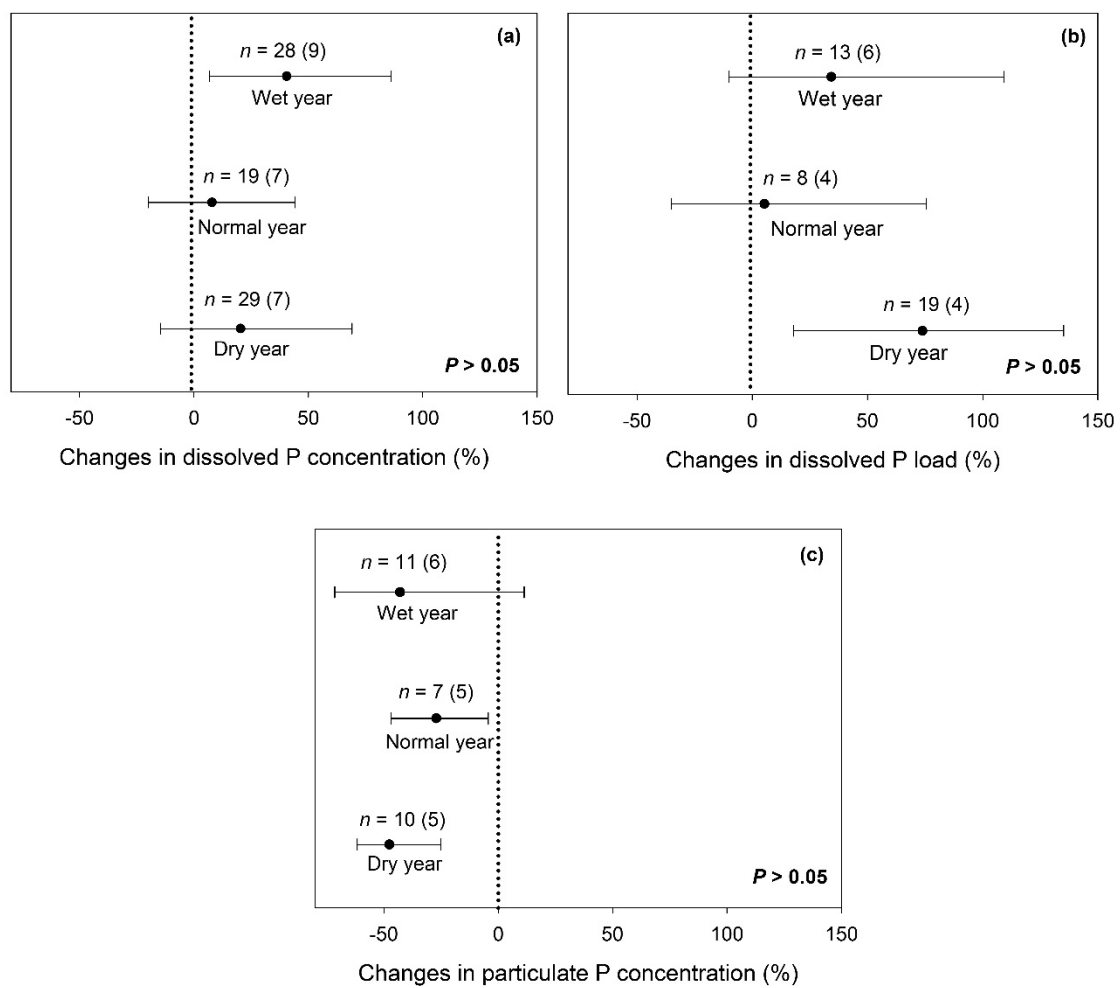 (a)
n = 28 (9)
Wet year
n = 19 (7)
Normal year
n = 29 (7)
Dry year
P > 0.05
-50 0 50 100 150
Changes in dissolved P concentration (%)
(b)
n = 13 (6)
Wet year
n = 8 (4)
Normal year
n = 19 (4)
Dry year
P > 0.05
-50 0 50 100 150
Changes in dissolved P load (%)
(c)
n = 11 (6)
Wet year
n = 7 (5)
Normal year
n = 10 (5)
Dry year
P > 0.05
-50 0 50 100 150
Changes in particulate P concentration (%)